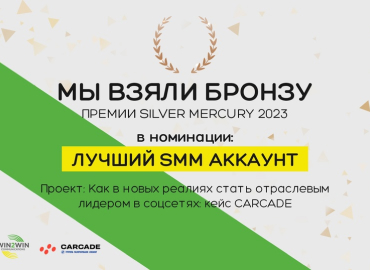 МЫ ВЗЯЛИ БРОНЗУ
ПРЕМИИ SILVER MERCURY 2023
в номинации:
ЛУЧШИЙ SMM АККАУНТ
Проект: Как в новых реалиях стать отраслевым
лидером в соцсетях: кейс CARCADE
WIN2WIN
CARCADE